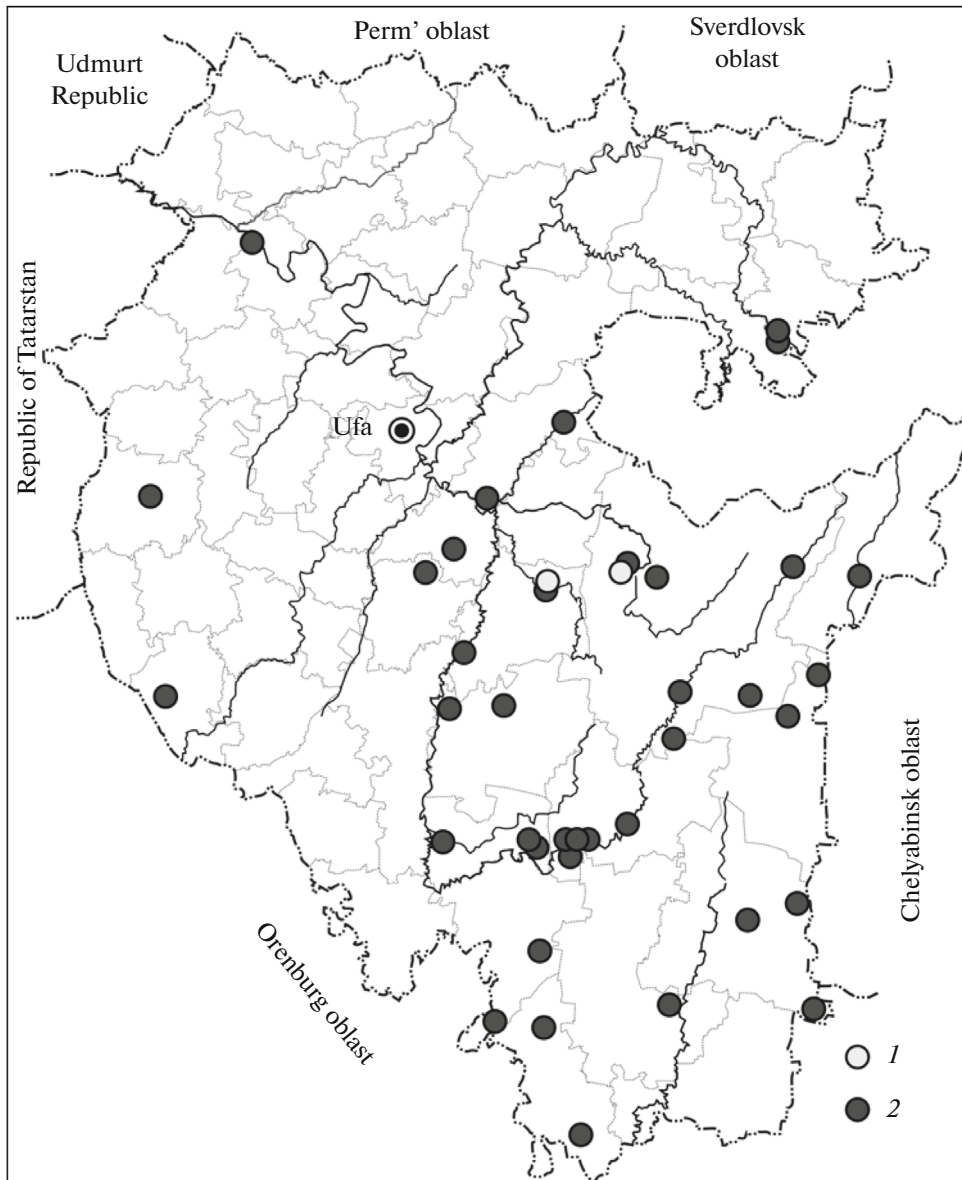 Perm’ oblast
Sverdlovsk
oblast
Udmurt
Republic
Republic of Tatarstan
Ufa
Chelyabinsk oblast
Orenburg oblast
1
2